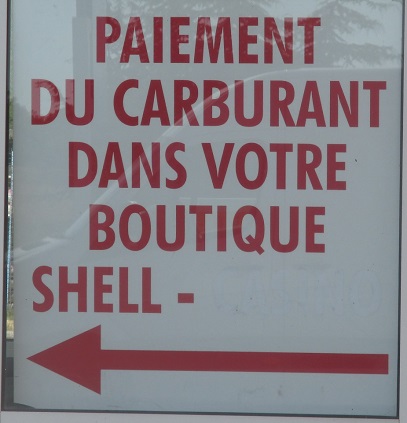 PAIEMENT
DU CARBURANT
DANS VOTRE
BOUTIQUE
SHELL -